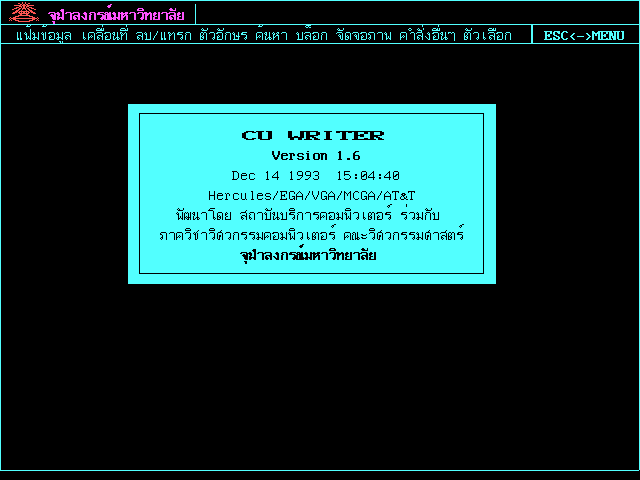 จุฬาลงกรณ์มหาวิทยาลัย
แฟ้มข้อมูล เคลื่อนที่ ลบ/แทรก ตัวอักษร ค้นหา บล็อก จัดจอภาพ คำสั่งอื่นๆ ตัวเลือก ESC<->MENU
CU WRITER
Version 1.6
Dec 14 1993 15:04:40
Hercules/EGA/VGA/MCGA/AT&T
พัฒนาโดย สถาบันบริการคอมพิวเตอร์ ร่วมกับ
ภาควิชาวิศวกรรมคอมพิวเตอร์ คณะวิศวกรรมศาสตร์
จุฬาลงกรณ์มหาวิทยาลัย